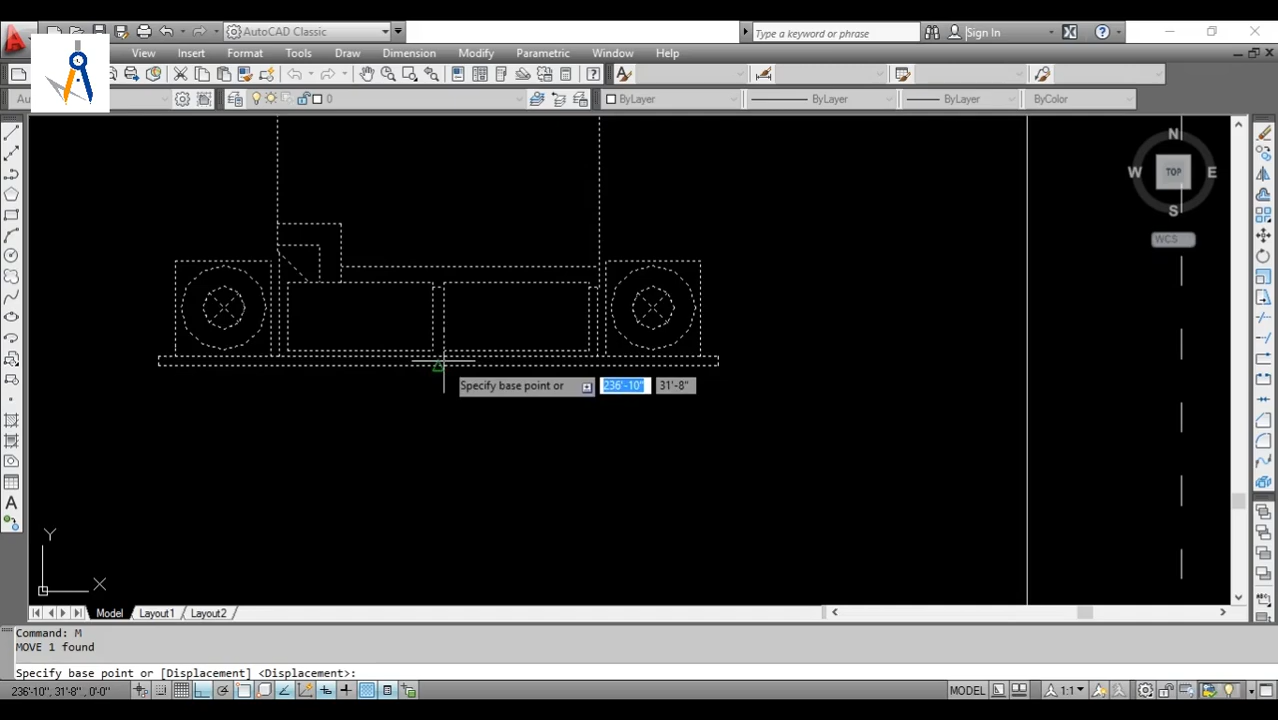 AutoCAD Classic
Type a keyword or phrase
Sign In
View Insert Format Tools Draw Dimension Modify Parametric Window Help
0
ByLayer
ByLayer
ByLayer
ByColor
N
W TOP E
S
WCS
Specify base point or 236'-10" 31'-8"
Y
X
Model Layout1 Layout2
Command: M
MOVE 1 found
Specify base point or [Displacement] <Displacement>:
236'-10", 31'-8" , 0'-0"
MODEL
1:1